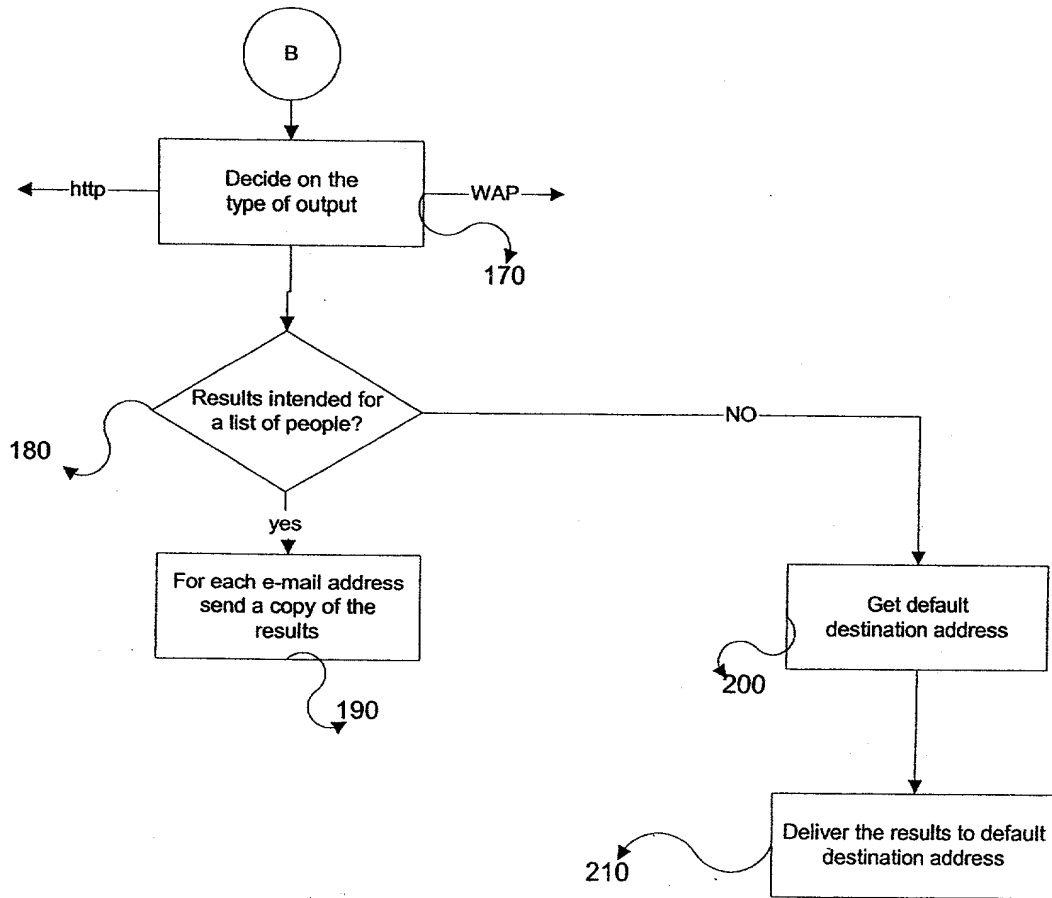 B
Decide on the
type of output
http
WAP
170
Results intended for
a list of people?
NO
180
yes
For each e-mail address
send a copy of the
results
190
Get default
destination address
200
Deliver the results to default
destination address
210